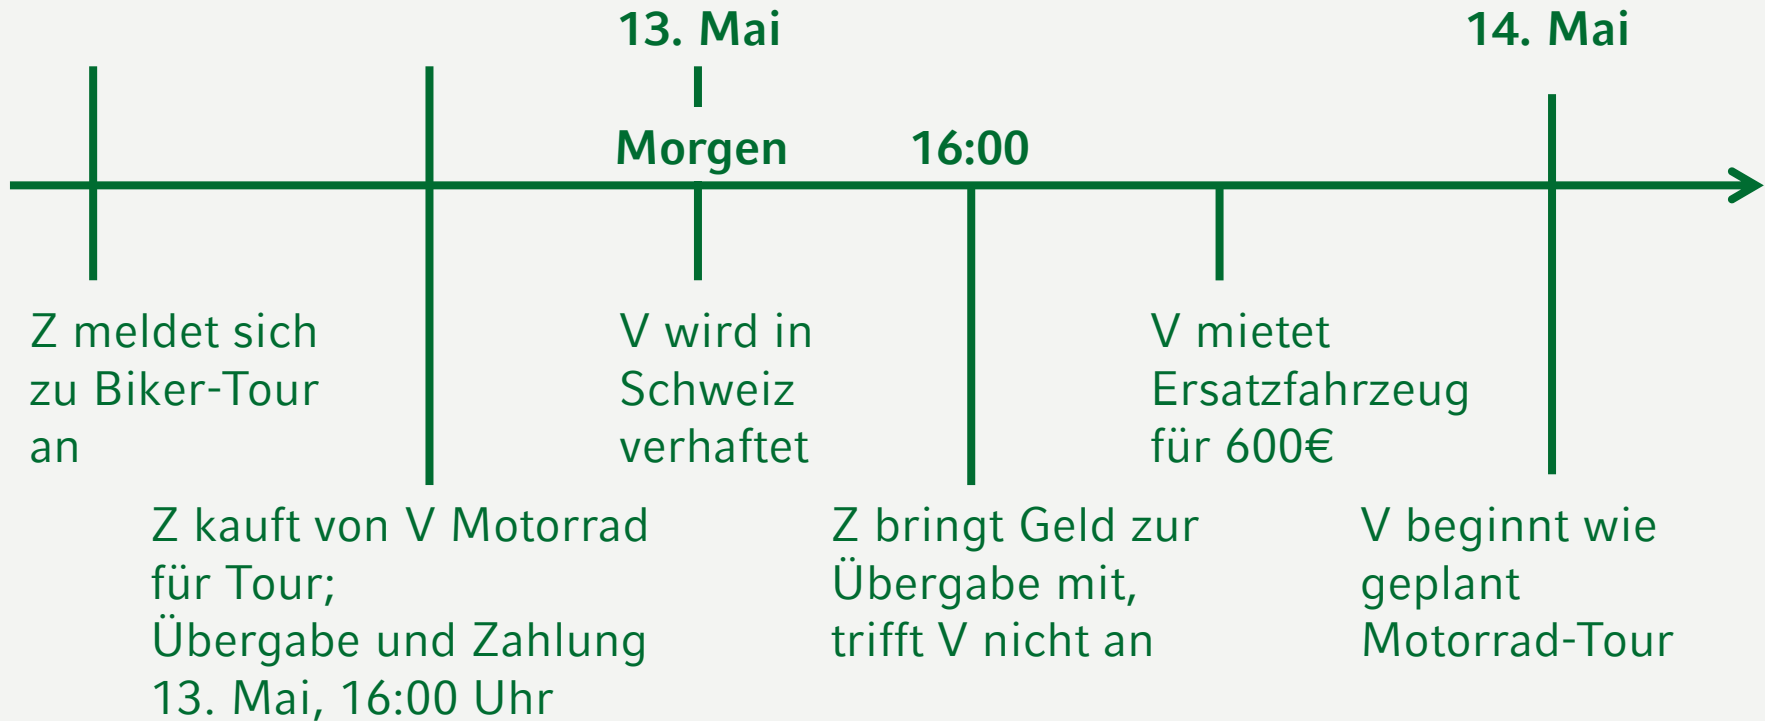 13. Mai
14. Mai
Morgen
16:00
Z meldet sich
zu Biker-Tour
an
V wird in
Schweiz
verhaftet
V mietet
Ersatzfahrzeug
für 600€
Z kauft von V Motorrad
für Tour;
Übergabe und Zahlung
13. Mai, 16:00 Uhr
Z bringt Geld zur
Übergabe mit,
trifft V nicht an
V beginnt wie
geplant
Motorrad-Tour